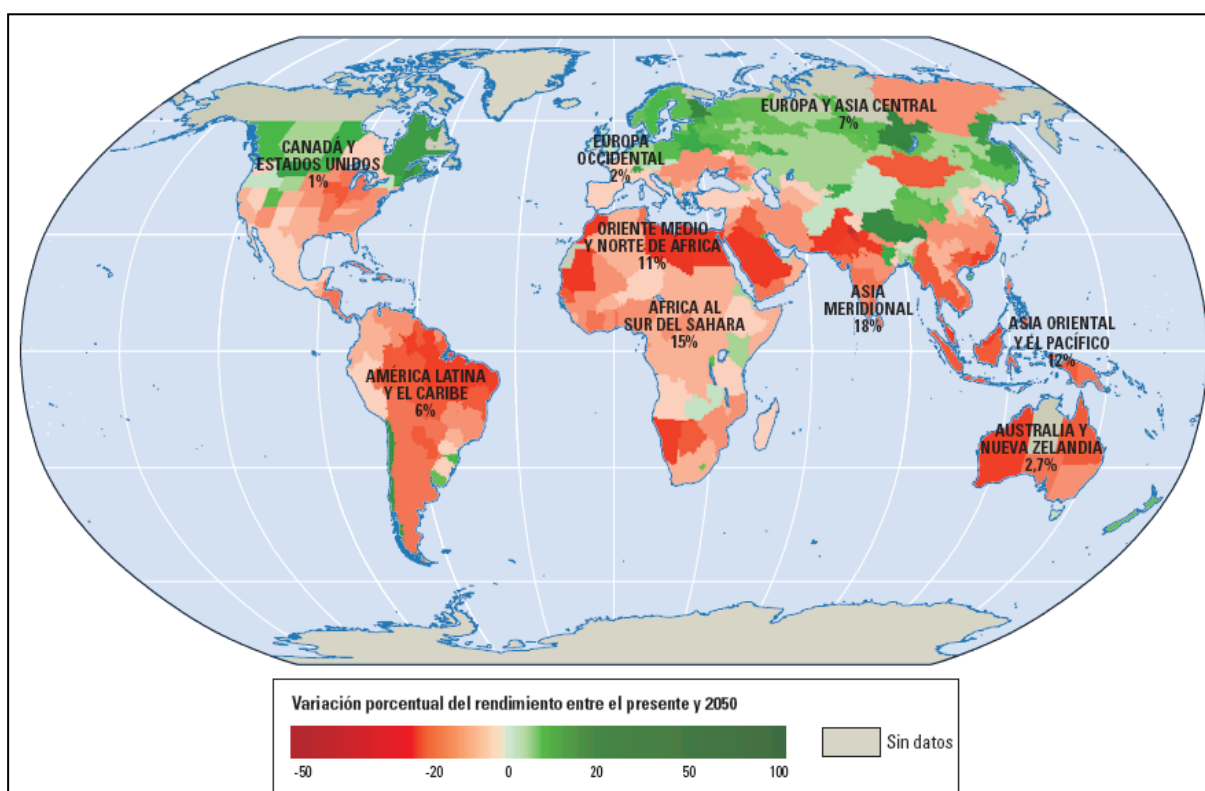 EUROPA Y ASIA CENTRAL
7%
CANADÁ Y
ESTADOS UNIDOS
1%
EUROPA
OCCIDENTAL
2%
ORIENTE MEDIO
Y NORTE DE AFRICA
11%
ASIA
MERIDIONAL
18%
AFRICA AL
SUR DEL SAHARA
15%
ASIA ORIENTAL
Y EL PACÍFICO
12%
AMÉRICA LATINA
Y EL CARIBE
6%
AUSTRALIA Y
NUEVA ZELANDIA
2,7%
Variación porcentual del rendimiento entre el presente y 2050
-50 -20 0 20 50 100
Sin datos